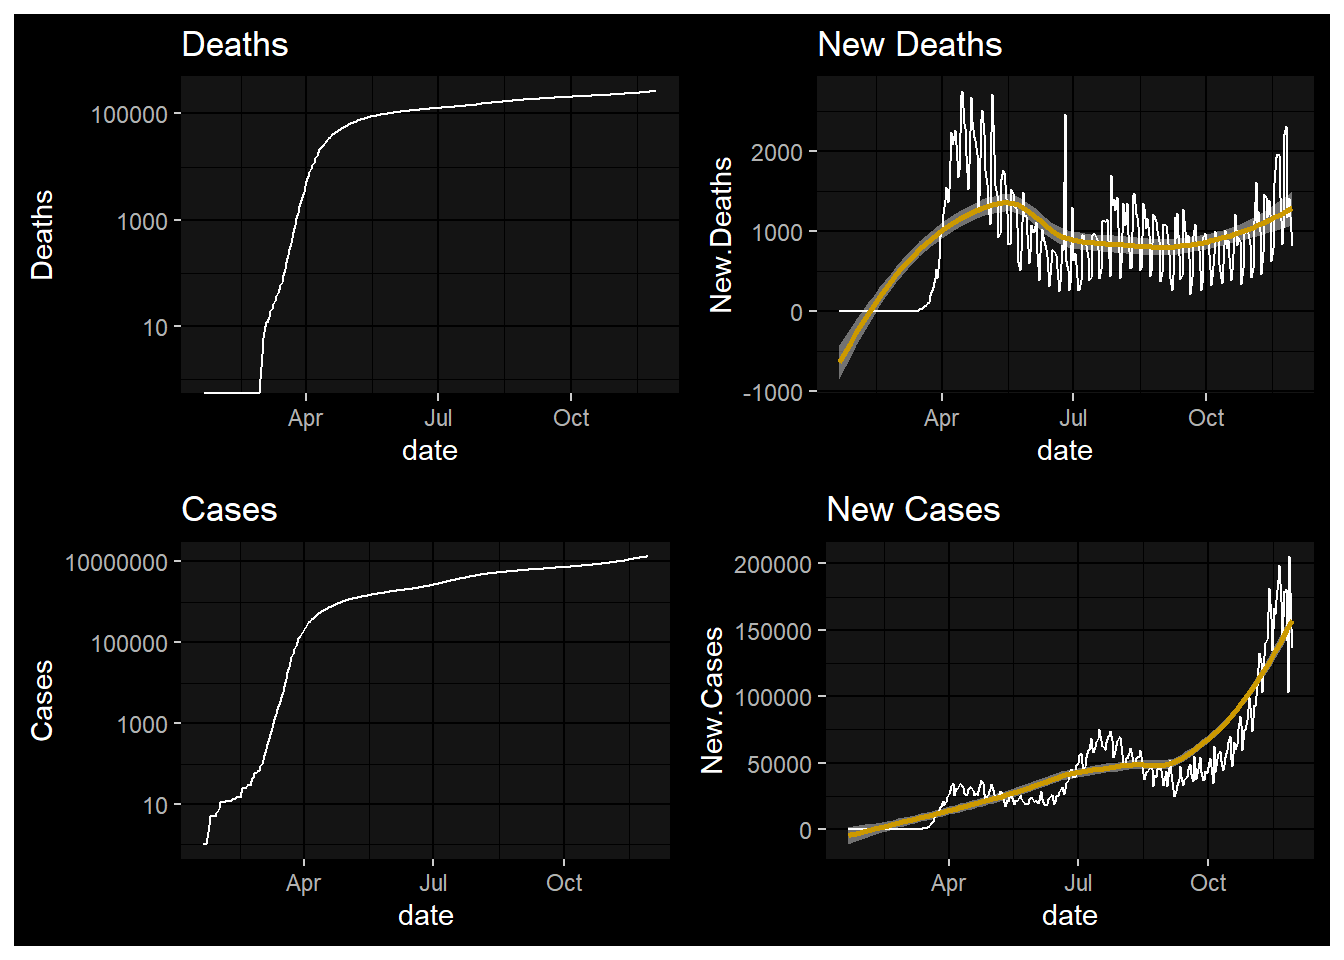 Deaths
Deaths
100000
1000
10
Apr Jul Oct
date
New Deaths
New.Deaths
2000
1000
0
-1000
Apr Jul Oct
date
Cases
Cases
10000000
100000
1000
10
Apr Jul Oct
date
New Cases
New.Cases
200000
150000
100000
50000
0
Apr Jul Oct
date